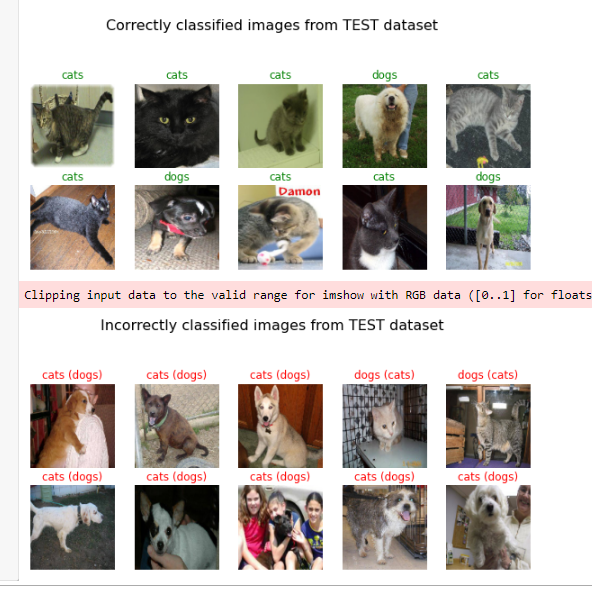 Correctly classified images from TEST dataset
cats cats cats dogs cats
cats dogs cats cats dogs
Damon
Clipping input data to the valid range for imshow with RGB data ([0..1] for floats
Incorrectly classified images from TEST dataset
cats (dogs) cats (dogs) cats (dogs) dogs (cats) dogs (cats)
cats (dogs) cats (dogs) cats (dogs) cats (dogs) cats (dogs)